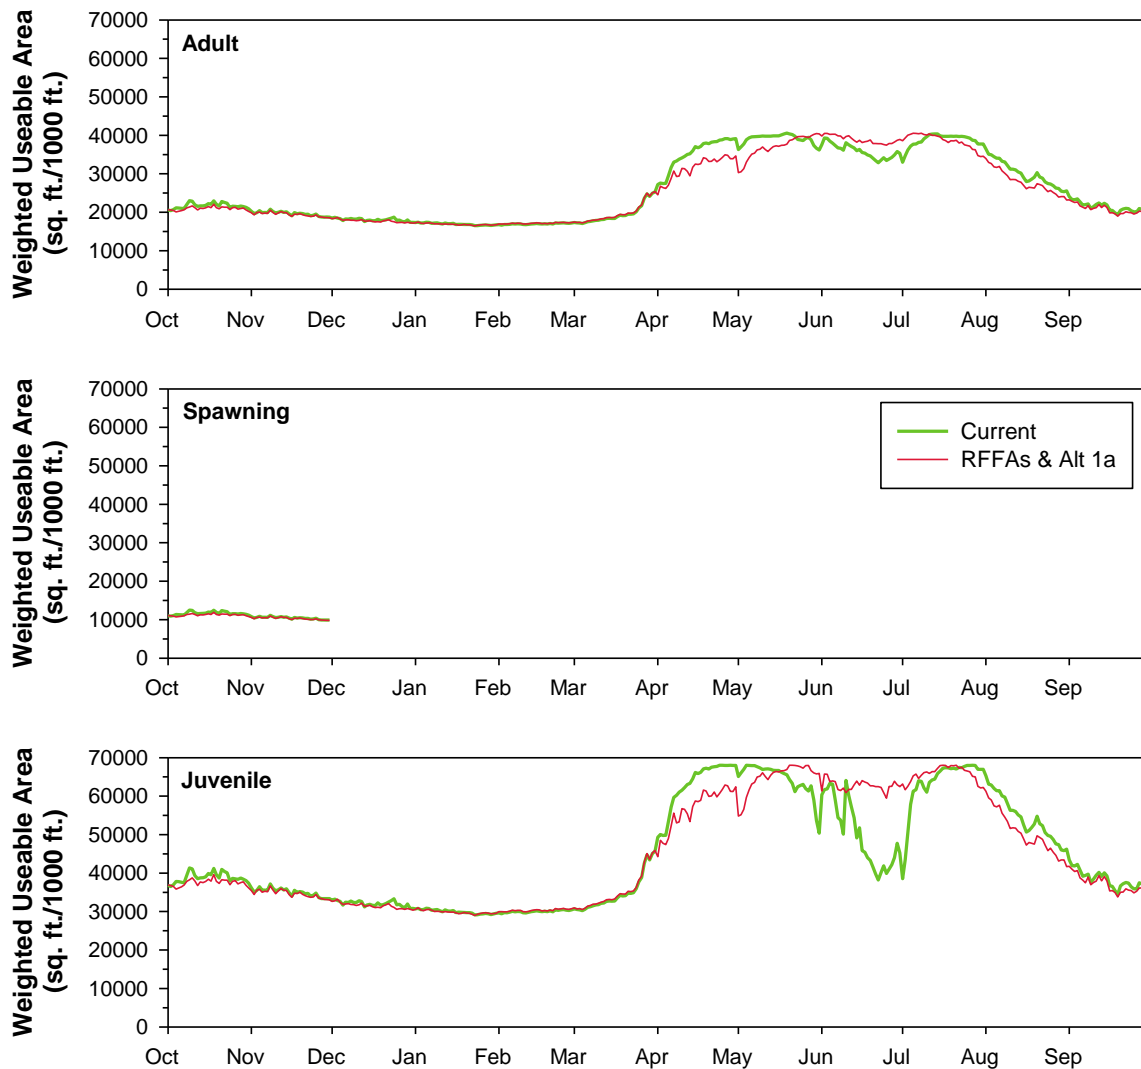 Weighted Useable Area
(sq. ft./1000 ft.)
70000
60000
50000
40000
30000
20000
10000
0
Adult
Oct Nov Dec Jan Feb Mar Apr May Jun Jul Aug Sep
Weighted Useable Area
(sq. ft./1000 ft.)
70000
60000
50000
40000
30000
20000
10000
0
Spawning
Current
RFFAs & Alt 1a
Oct Nov Dec Jan Feb Mar Apr May Jun Jul Aug Sep
Weighted Useable Area
(sq. ft./1000 ft.)
70000
60000
50000
40000
30000
20000
10000
0
Juvenile
Oct Nov Dec Jan Feb Mar Apr May Jun Jul Aug Sep